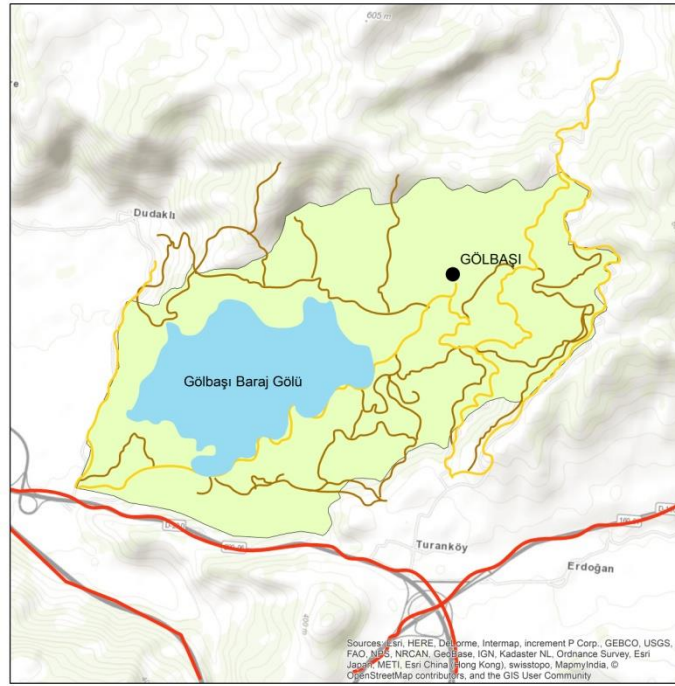 605 m
re
Dudaklı
GÖLBAŞI
Gölbaşı Baraj Gölü
Turanköy
Erdoğan
400 m
Sources: Esri, HERE, DeLorme, Intermap, increment P Corp., GEBCO, USGS,
FAO, NPS, NRCAN, GeoBase, IGN, Kadaster NL, Ordnance Survey, Esri
Japan, METI, Esri China (Hong Kong), swisstopo, MapmyIndia, ©
OpenStreetMap contributors, and the GIS User Community